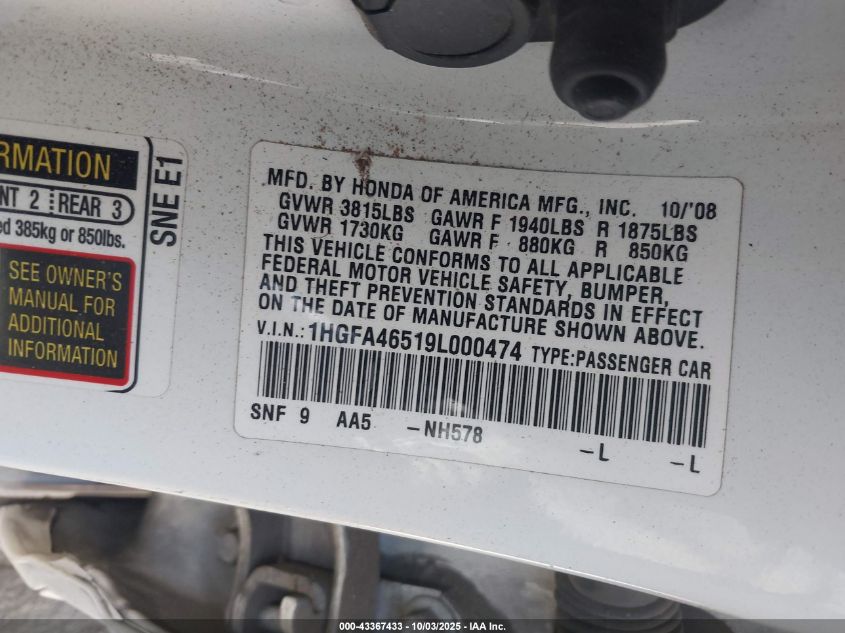 RMATION
NT 2 REAR 3
ed 385kg or 850lbs.
SEE OWNER'S
MANUAL FOR
ADDITIONAL
INFORMATION
SNE E1
MFD. BY HONDA OF AMERICA MFG., INC. 10/'08
GVWR 3815LBS GAWR F 1940LBS R 1875LBS
GVWR 1730KG GAWR F 880KG R 850KG
THIS VEHICLE CONFORMS TO ALL APPLICABLE
FEDERAL MOTOR VEHICLE SAFETY, BUMPER,
AND THEFT PREVENTION STANDARDS IN EFFECT
ON THE DATE OF MANUFACTURE SHOWN ABOVE.
V.I.N.: 1HGFA46519L000474 TYPE:PASSENGER CAR
SNF 9 AA5 -NH578 -L -L
000-43367433 - 10/03/2025 - IAA Inc.